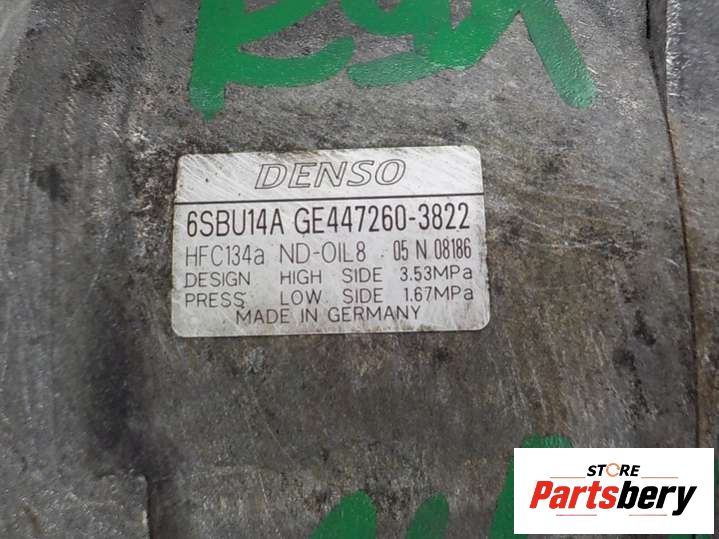 DENSO
6SBU14A GE447260-3822
HFC134a ND-OIL8 05 N 08186
DESIGN HIGH SIDE 3.53MPa
PRESS LOW SIDE 1.67MPa
MADE IN GERMANY
STORE
Partsbery